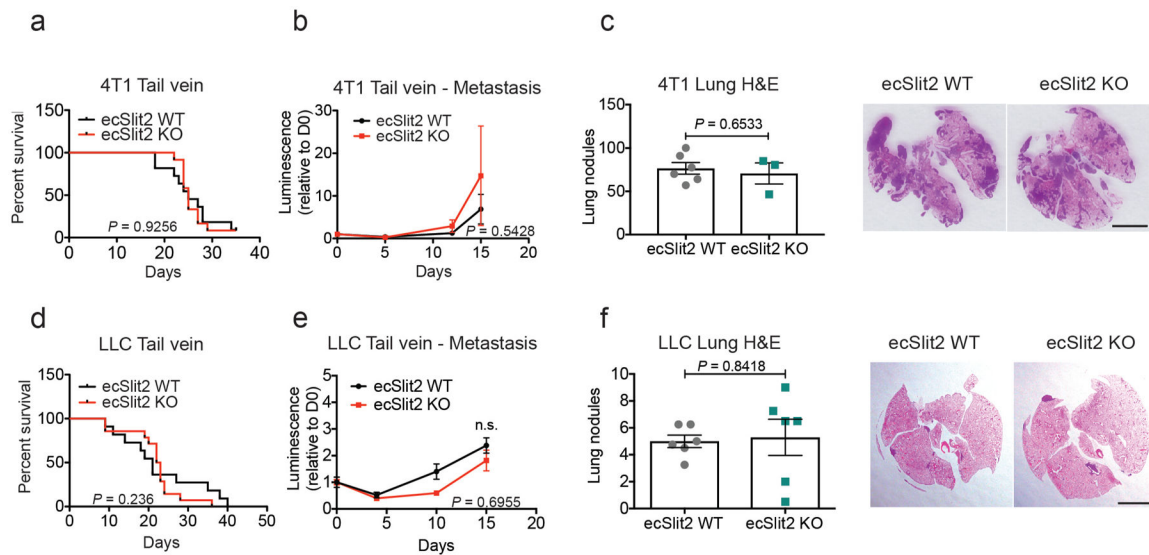 a
4T1 Tail vein
ecSlit2 WT
ecSlit2 KO
Percent survival
150
100
50
0
0 10 20 30 40
P = 0.9256
Days
b
4T1 Tail vein - Metastasis
ecSlit2 WT
ecSlit2 KO
Luminescence
(relative to D0)
30
20
10
0
0 5 10 15 20
P = 0.5428
Days
c
4T1 Lung H&E
P = 0.6533
Lung nodules
150
100
50
0
ecSlit2 WT ecSlit2 KO
ecSlit2 WT ecSlit2 KO
d
LLC Tail vein
ecSlit2 WT
ecSlit2 KO
Percent survival
150
100
50
0
0 10 20 30 40 50
P = 0.236
Days
e
LLC Tail vein - Metastasis
ecSlit2 WT
ecSlit2 KO
Luminescence
(relative to D0)
5
4
3
2
1
0
0 5 10 15 20
n.s.
P = 0,6955
Days
f
LLC Lung H&E
P = 0.8418
Lung nodules
10
8
6
4
2
0
ecSlit2 WT ecSlit2 KO
ecSlit2 WT ecSlit2 KO